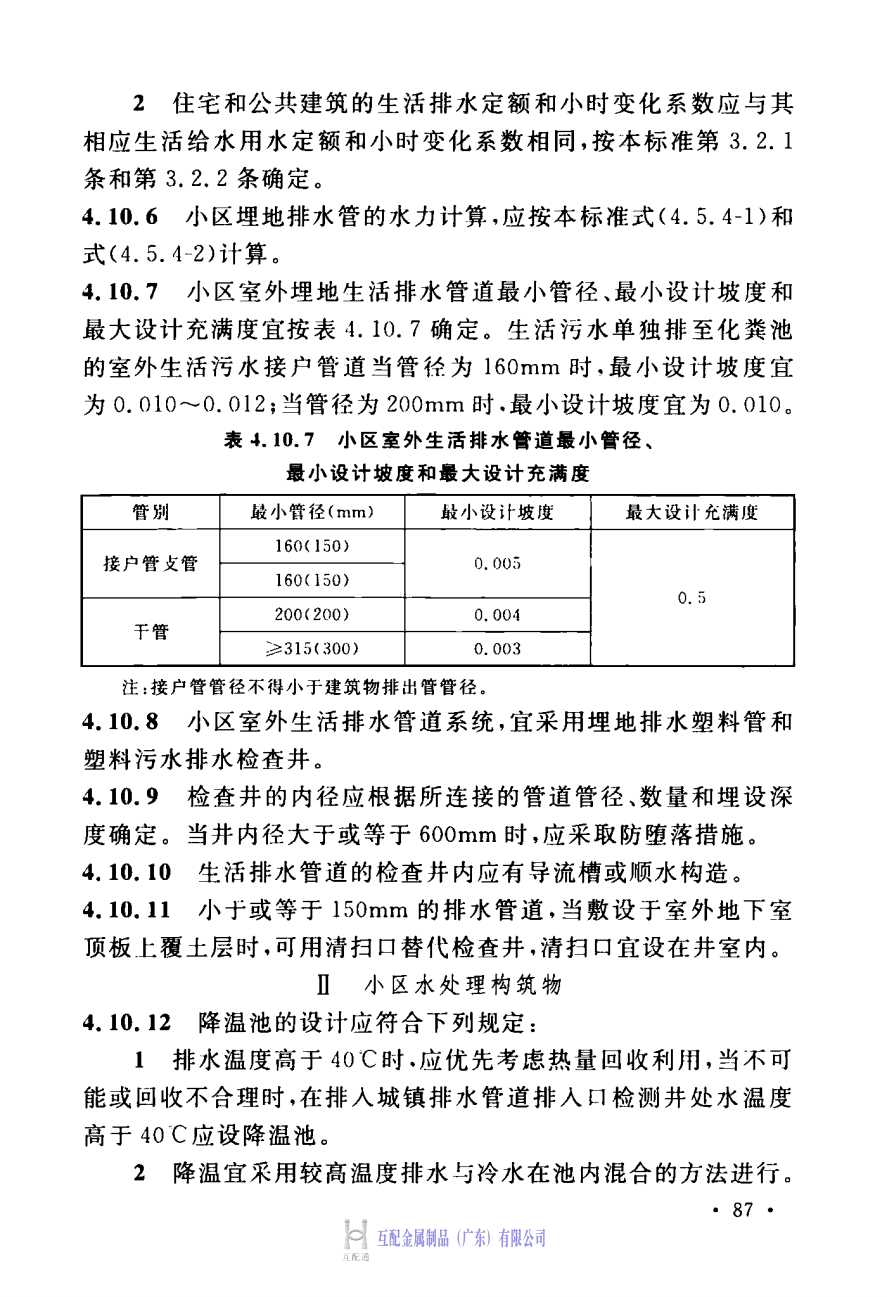 2 住宅和公共建筑的生活排水定额和小时变化系数应与其
相应生活给水用水定额和小时变化系数相同,按本标准第 3.2.1
条和第 3.2.2 条确定。
4.10.6 小区埋地排水管的水力计算,应按本标准式(4.5.4-1)和
式(4.5.4-2)计算。
4.10.7 小区室外埋地生活排水管道最小管径、最小设计坡度和
最大设计充满度宜按表 4.10.7 确定。生活污水单独排至化粪池
的室外生活污水接户管道当管径为 160mm 时,最小设计坡度宜
为 0.010～0.012;当管径为 200mm 时,最小设计坡度宜为 0.010。
表 4.10.7 小区室外生活排水管道最小管径、
最小设计坡度和最大设计充满度
管别 最小管径(mm) 最小设计坡度 最大设计充满度
接户管支管 160(150) 0.005 0.5
160(150)
干管 200(200) 0.004
≥315(300) 0.003
注:接户管管径不得小于建筑物排出管管径。
4.10.8 小区室外生活排水管道系统,宜采用埋地排水塑料管和
塑料污水排水检查井。
4.10.9 检查井的内径应根据所连接的管道管径、数量和埋设深
度确定。当井内径大于或等于 600mm 时,应采取防堕落措施。
4.10.10 生活排水管道的检查井内应有导流槽或顺水构造。
4.10.11 小于或等于 150mm 的排水管道,当敷设于室外地下室
顶板上覆土层时,可用清扫口替代检查井,清扫口宜设在井室内。
Ⅱ 小区水处理构筑物
4.10.12 降温池的设计应符合下列规定:
1 排水温度高于 40℃时,应优先考虑热量回收利用,当不可
能或回收不合理时,在排入城镇排水管道排入口检测井处水温度
高于 40℃应设降温池。
2 降温宜采用较高温度排水与冷水在池内混合的方法进行。
• 87 •
互配金属制品（广东）有限公司
互配通